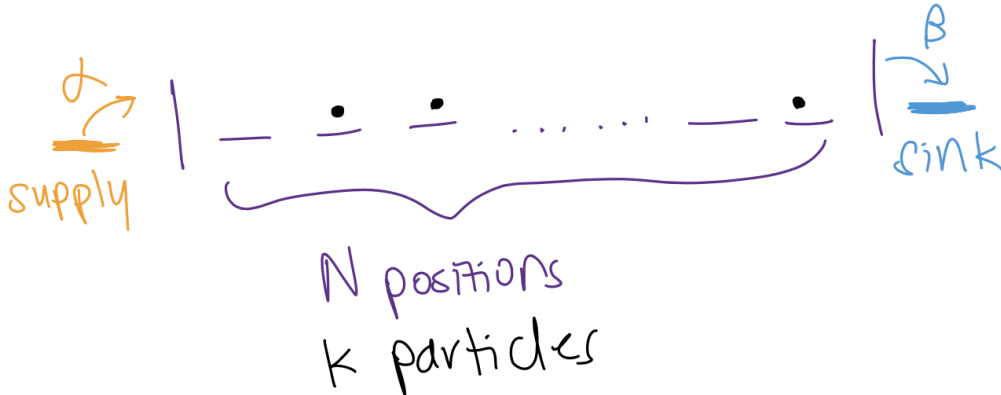 α
β
supply
sink
N positions
k particles